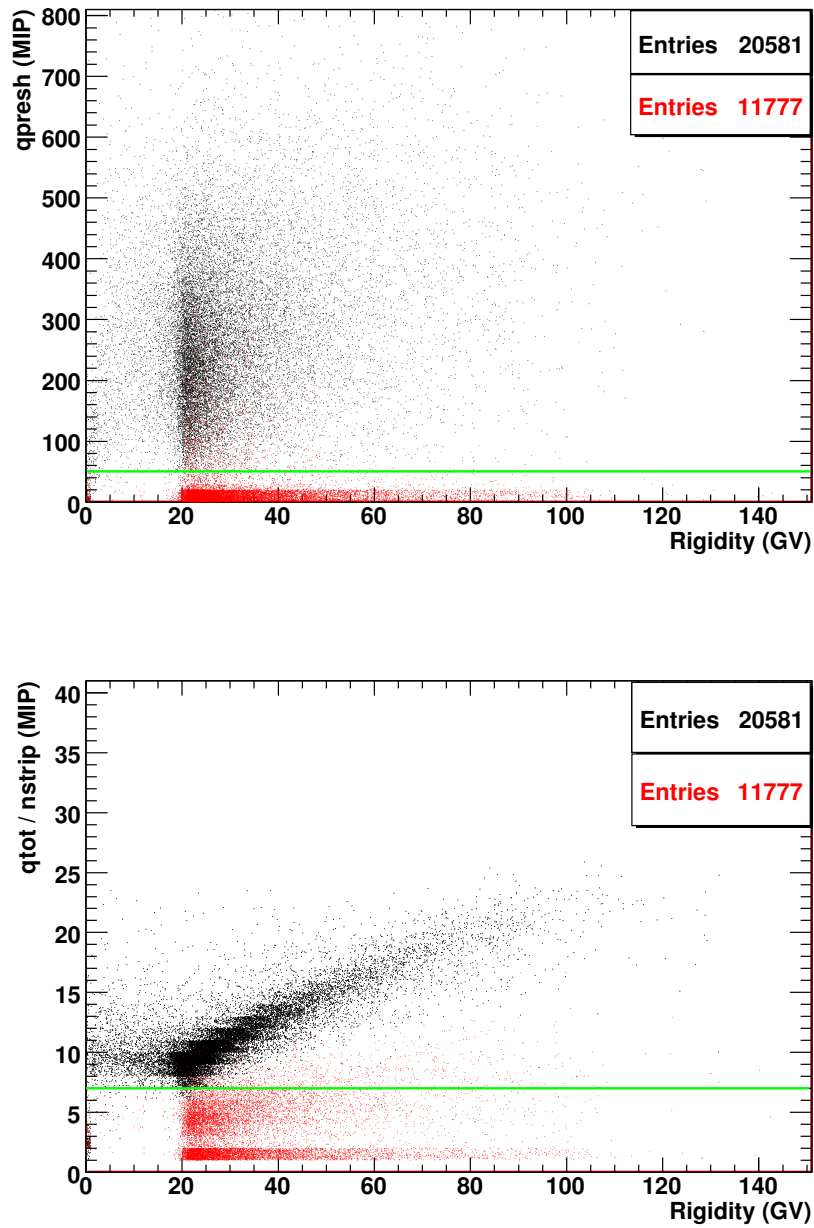 qpresh (MIP)
800
700
600
500
400
300
200
100
0
Entries 20581
Entries 11777
0 20 40 60 80 100 120 140
Rigidity (GV)
qtot / nstrip (MIP)
40
35
30
25
20
15
10
5
0
Entries 20581
Entries 11777
0 20 40 60 80 100 120 140
Rigidity (GV)